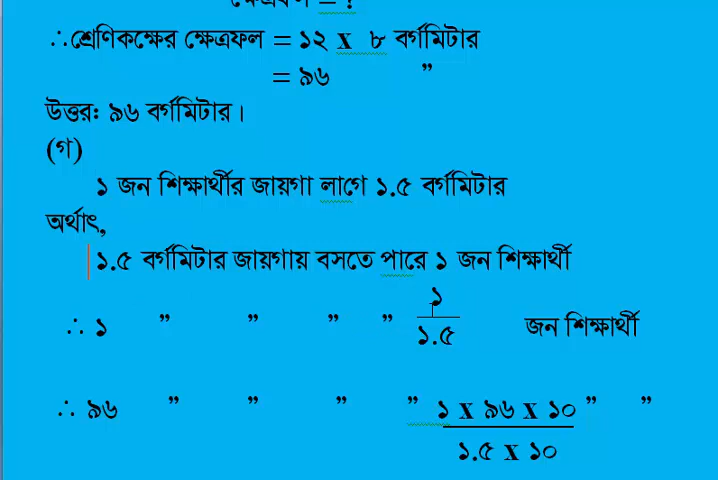 ক্ষেত্রফল = ?
∴শ্রেণিকক্ষের ক্ষেত্রফল = ১২ x ৮ বর্গমিটার
= ৯৬ ”
উত্তরঃ ৯৬ বর্গমিটার।
(গ)
১ জন শিক্ষার্থীর জায়গা লাগে ১.৫ বর্গমিটার
অর্থাৎ,
১.৫ বর্গমিটার জায়গায় বসতে পারে ১ জন শিক্ষার্থী
১
∴ ১ ” ” ” ” ১.৫ জন শিক্ষার্থী
∴ ৯৬ ” ” ” ” ১ x ৯৬ x ১০ ” ”
১.৫ x ১০